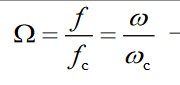 Ω = f / f_c = ω / ω_c –